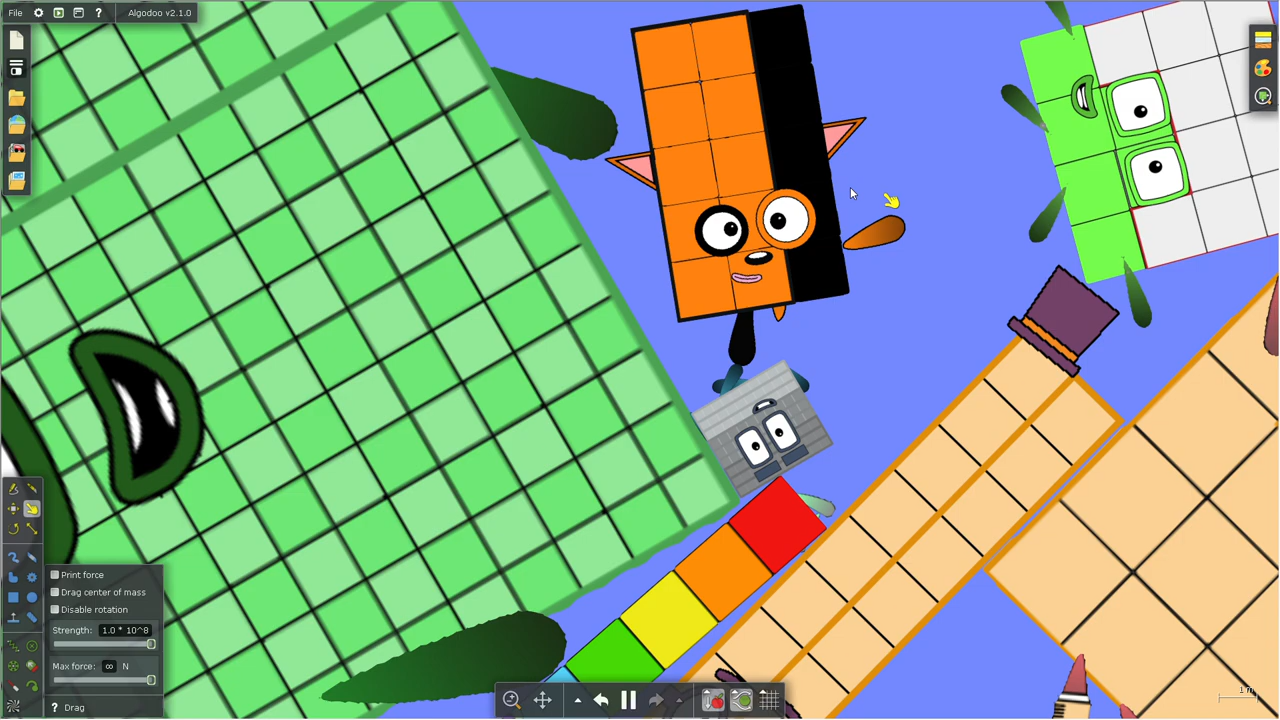 File
?
Algodoo v2.1.0
Print force
Drag center of mass
Disable rotation
Strength: 1.0 * 10^8
Max force: ∞ N
? Drag
1 m